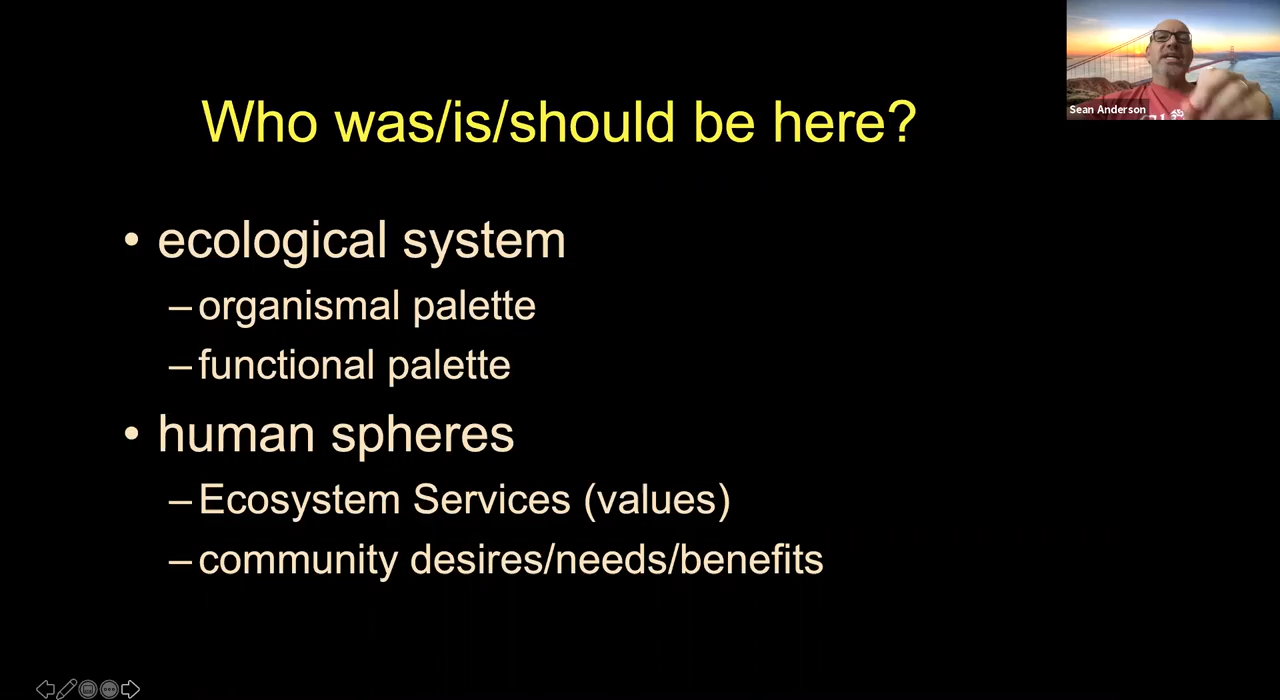 Who was/is/should be here?
Sean Anderson
• ecological system
– organismal palette
– functional palette
• human spheres
– Ecosystem Services (values)
– community desires/needs/benefits